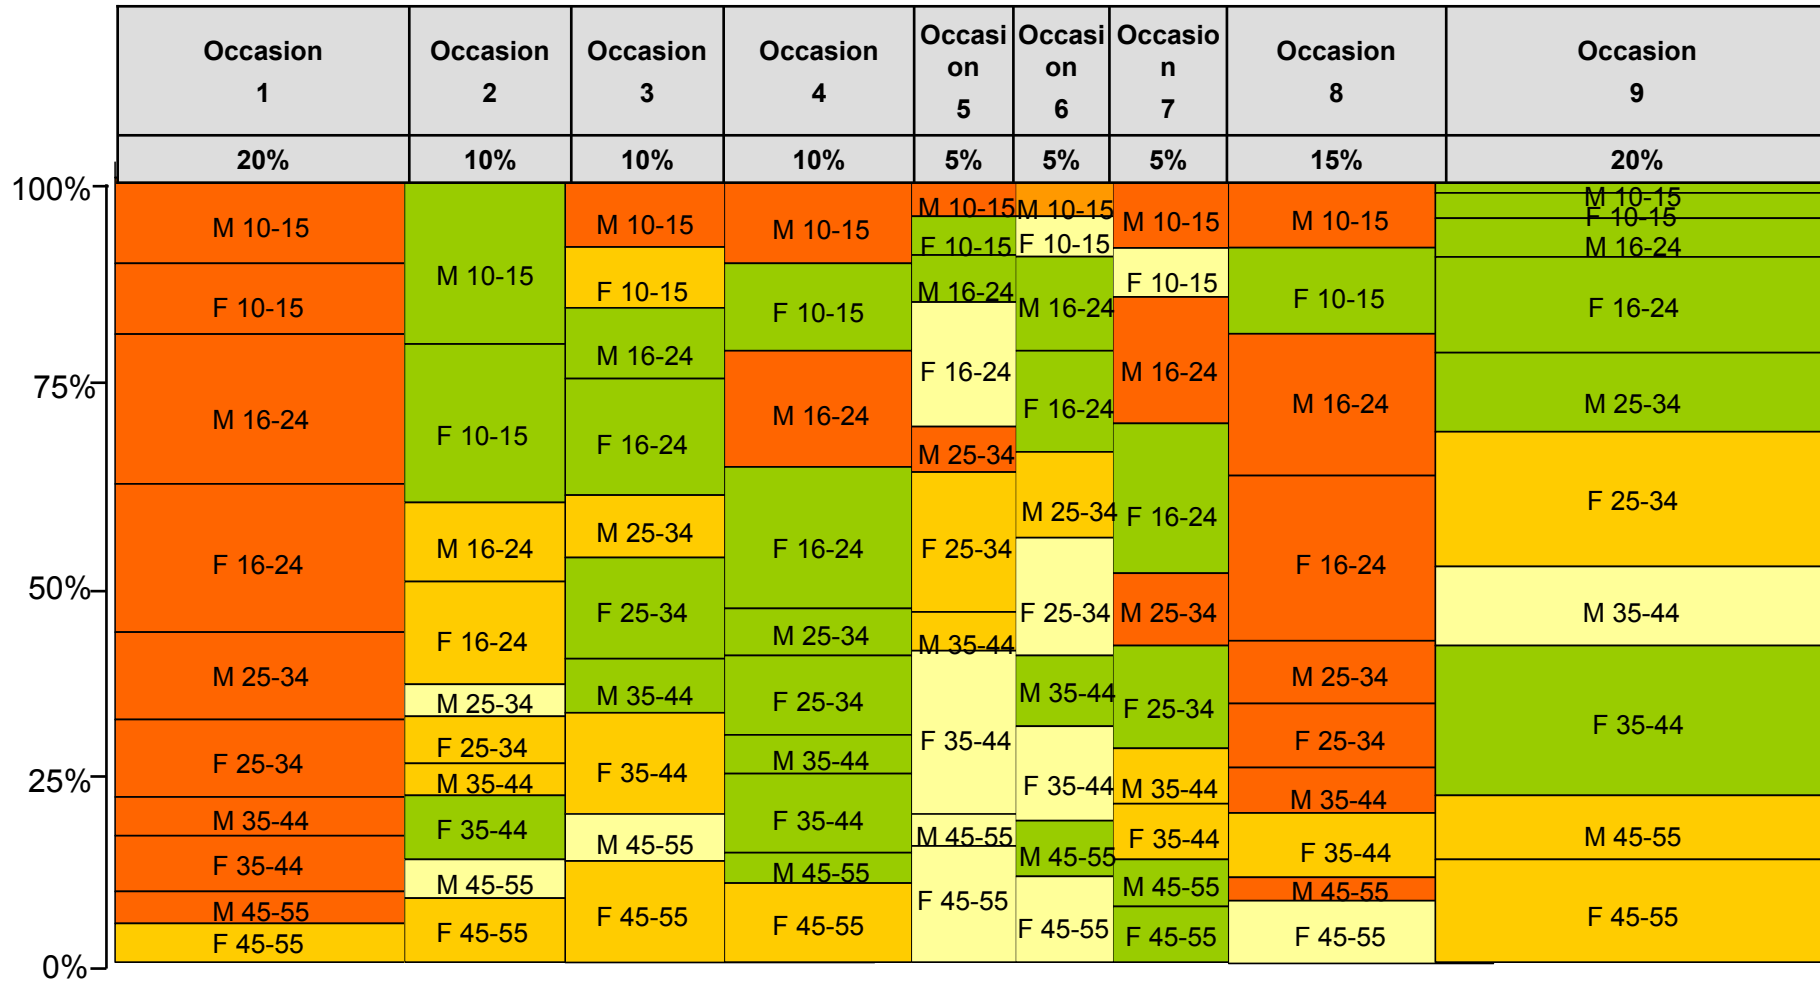 Occasion
1
Occasion
2
Occasion
3
Occasion
4
Occasi
on
5
Occasi
on
6
Occasio
n
7
Occasion
8
Occasion
9
20%
10%
10%
10%
5%
5%
5%
15%
20%
100%
75%
50%
25%
0%
M 10-15
F 10-15
M 16-24
F 16-24
M 25-34
F 25-34
M 35-44
F 35-44
M 45-55
F 45-55
M 10-15
F 10-15
M 16-24
F 16-24
M 25-34
F 25-34
M 35-44
F 35-44
M 45-55
F 45-55
M 10-15
F 10-15
M 16-24
F 16-24
M 25-34
F 25-34
M 35-44
F 35-44
M 45-55
F 45-55
M 10-15
F 10-15
M 16-24
F 16-24
M 25-34
F 25-34
M 35-44
F 35-44
M 45-55
F 45-55
M 10-15
F 10-15
M 16-24
F 16-24
M 25-34
F 25-34
M 35-44
F 35-44
M 45-55
F 45-55
M 10-15
F 10-15
M 16-24
F 16-24
M 25-34
F 25-34
M 35-44
F 35-44
M 45-55
F 45-55
M 10-15
F 10-15
M 16-24
F 16-24
M 25-34
F 25-34
M 35-44
F 35-44
M 45-55
F 45-55
M 10-15
F 10-15
M 16-24
F 16-24
M 25-34
F 25-34
M 35-44
F 35-44
M 45-55
F 45-55
M 10-15
F 10-15
M 16-24
F 16-24
M 25-34
F 25-34
M 35-44
F 35-44
M 45-55
F 45-55